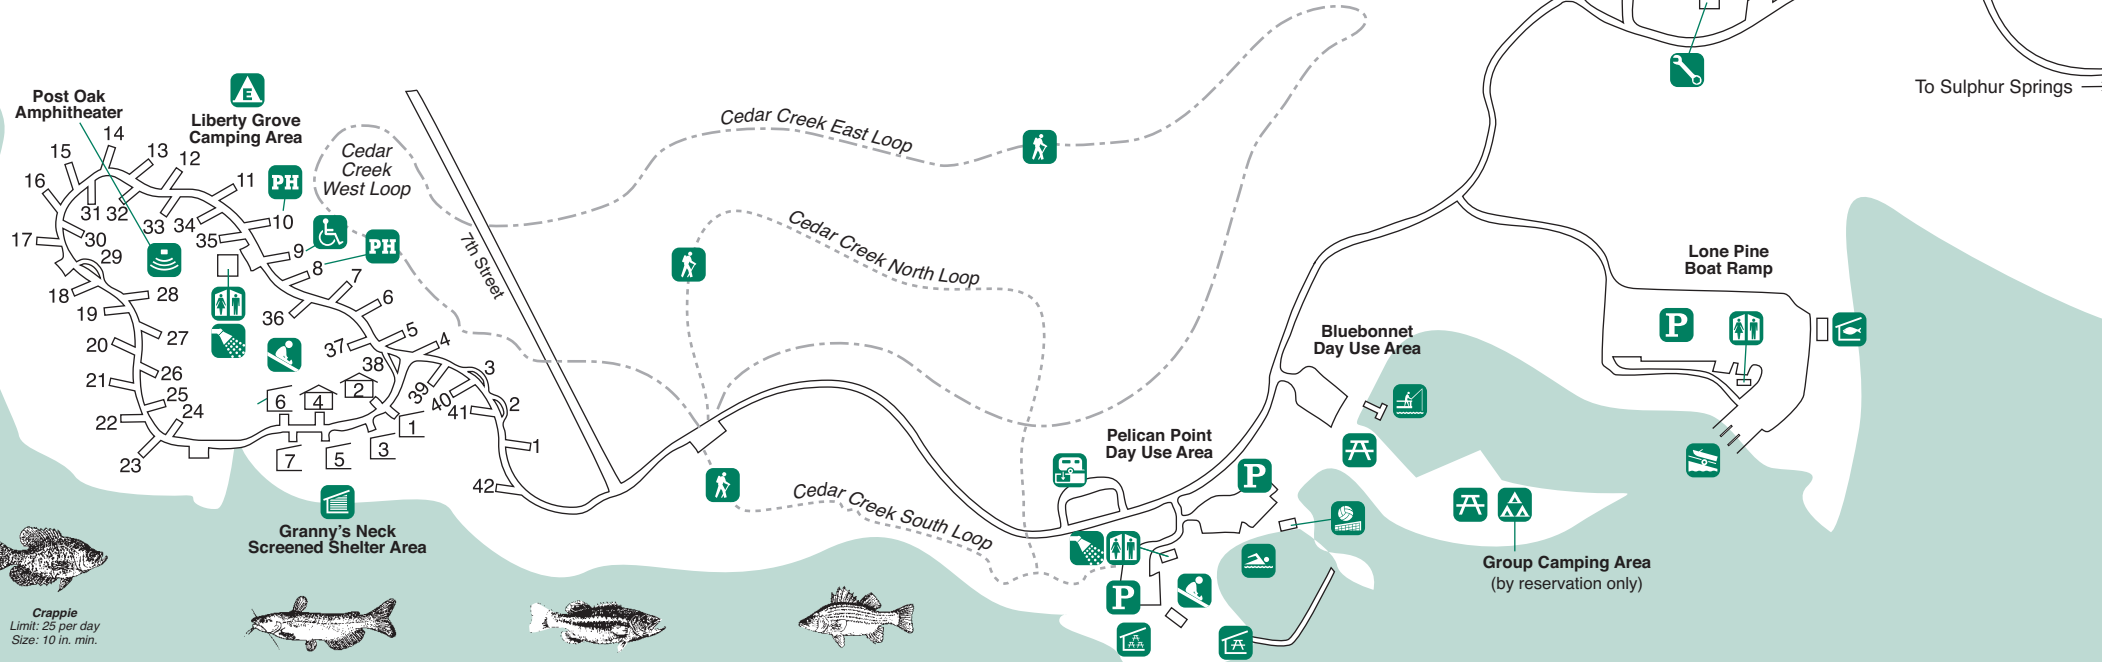 Post Oak
Amphitheater
E
Liberty Grove
Camping Area
14
15
13
12
16
11
PH
31
32
33
34
10
17
30
35
9
29
8
PH
18
28
7
19
36
6
20
27
37
5
4
21
26
38
3
25
39
22
24
40
2
41
23
1
42
6
4
2
1
7
5
3
Granny's Neck
Screened Shelter Area
Cedar
Creek
West Loop
7th Street
Cedar Creek East Loop
Cedar Creek North Loop
Cedar Creek South Loop
To Sulphur Springs
Lone Pine
Boat Ramp
P
Bluebonnet
Day Use Area
Pelican Point
Day Use Area
P
P
Group Camping Area
(by reservation only)
Crappie
Limit: 25 per day
Size: 10 in. min.